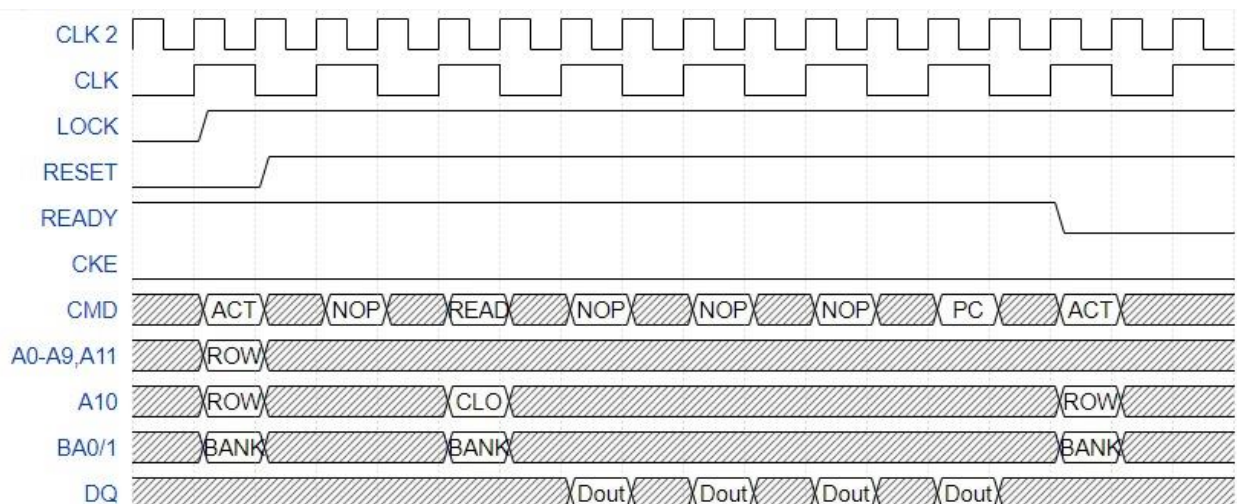 CLK 2
CLK
LOCK
RESET
READY
CKE
CMD ACT NOP READ NOP NOP NOP PC ACT
A0-A9,A11 ROW
A10 ROW CLO ROW
BA0/1 BANK BANK BANK
DQ Dout Dout Dout Dout